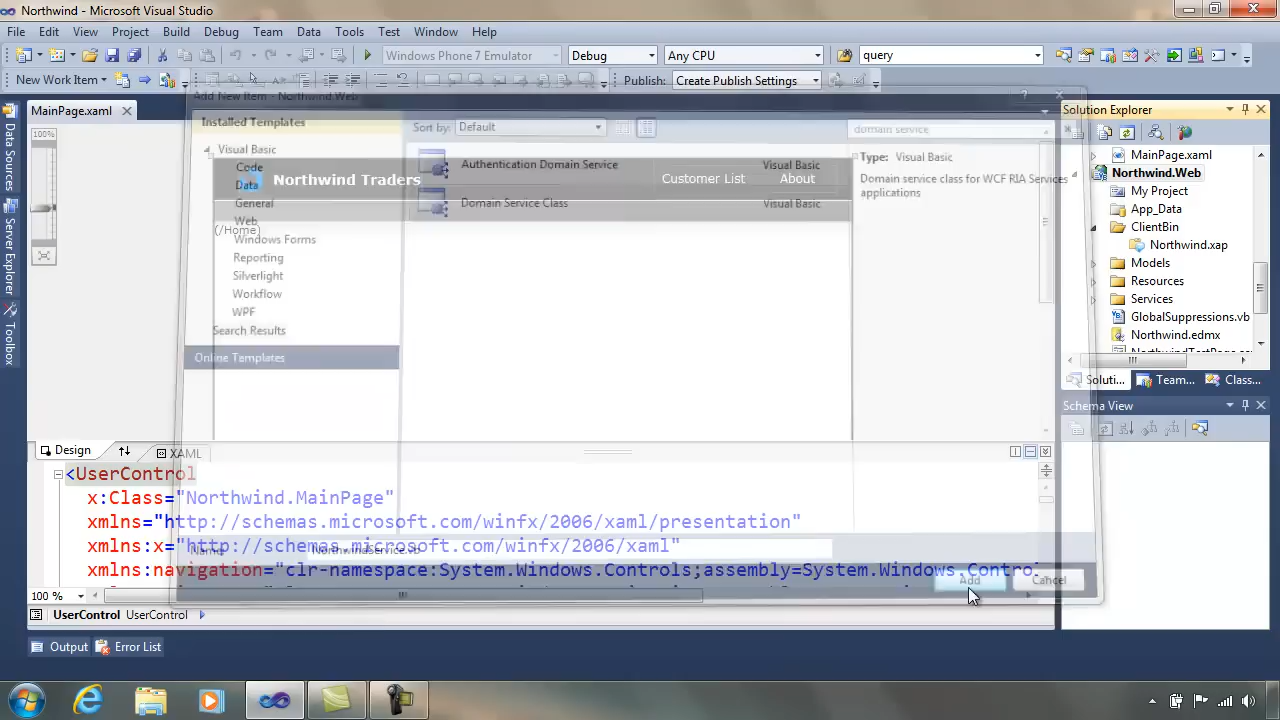 Northwind - Microsoft Visual Studio
File Edit View Project Build Debug Team Data Tools Test Window Help
Windows Phone 7 Emulator Debug Any CPU query
New Work Item Publish: Create Publish Settings
Add New Item - Northwind.Web
MainPage.xaml
100%
Data Sources
Server Explorer
Toolbox
Installed Templates
Visual Basic
Code
Data
General
Web
Windows Forms
Reporting
Silverlight
Workflow
WPF
Search Results
Online Templates
Sort by: Default
domain service
Authentication Domain Service Visual Basic
Domain Service Class Visual Basic
Type: Visual Basic
Domain service class for WCF RIA Services
applications
Northwind Traders
Customer List About
(/Home)
Name: NorthwindService.vb
Add Cancel
Solution Explorer
MainPage.xaml
Northwind.Web
My Project
App_Data
ClientBin
Northwind.xap
Models
Resources
Services
GlobalSuppressions.vb
Northwind.edmx
Soluti... Team... Class...
Schema View
Design XAML
<UserControl
x:Class="Northwind.MainPage"
xmlns="http://schemas.microsoft.com/winfx/2006/xaml/presentation"
xmlns:x="http://schemas.microsoft.com/winfx/2006/xaml"
xmlns:navigation="clr-namespace:System.Windows.Controls;assembly=System.Windows.Contro
100 %
UserControl UserControl
Output Error List